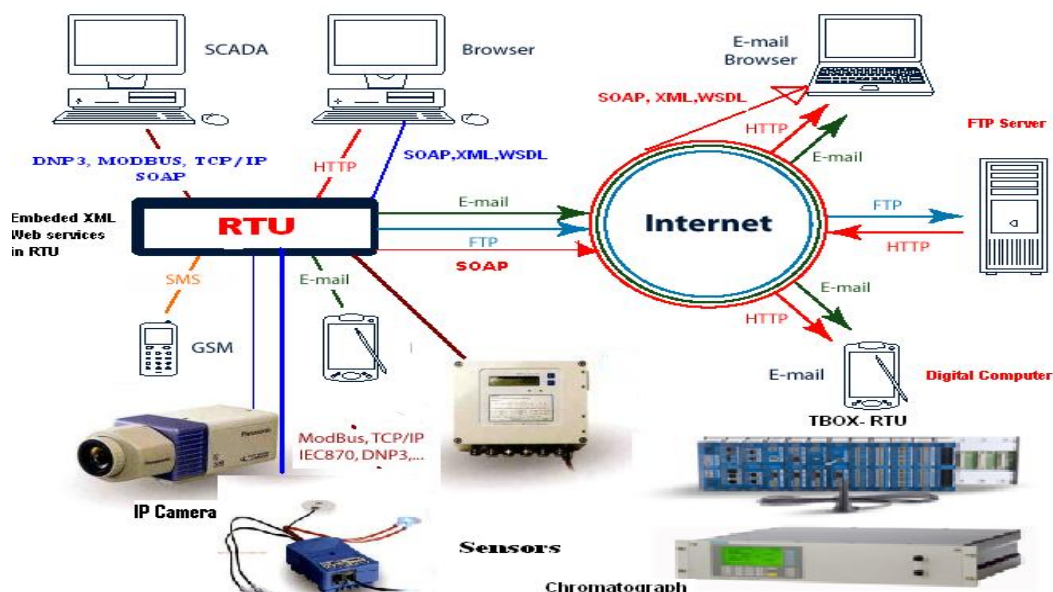 SCADA
Browser
E-mail
Browser
SOAP, XML,WSDL
HTTP
FTP Server
DNP3, MODBUS, TCP/IP
SOAP
HTTP
SOAP,XML,WSDL
E-mail
Embeded XML
Web services
in RTU
RTU
E-mail
FTP
SOAP
Internet
FTP
HTTP
SMS
E-mail
E-mail
HTTP
GSM
E-mail
Digital Computer
TBOX- RTU
Panasonic
Panasonic
ModBus, TCP/IP
IEC870, DNP3,...
IP Camera
Sensors
Chromatograph